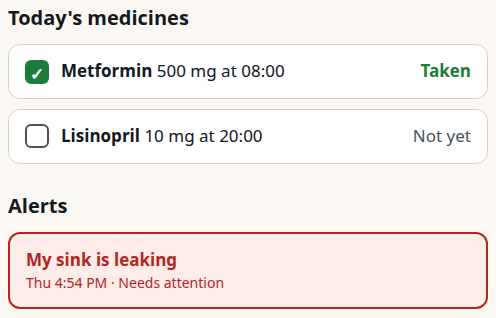 Today's medicines
Metformin 500 mg at 08:00 Taken
Lisinopril 10 mg at 20:00 Not yet
Alerts
My sink is leaking
Thu 4:54 PM · Needs attention